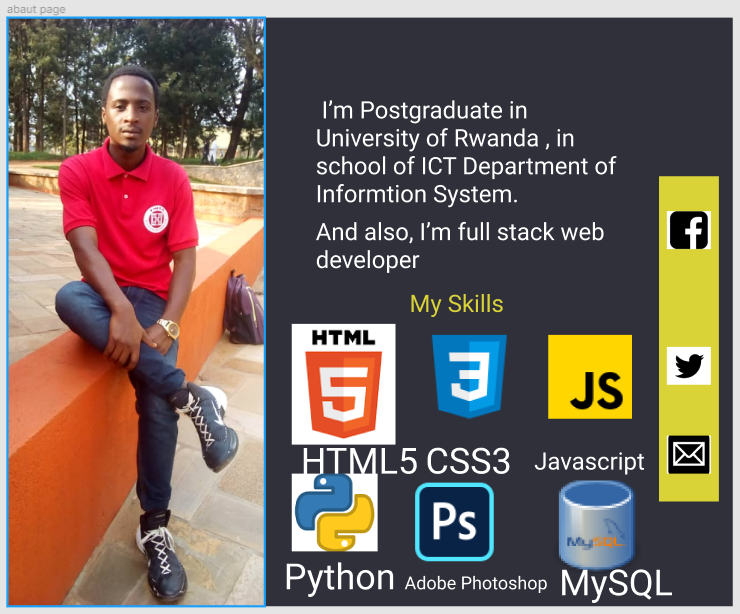 abaut page
I'm Postgraduate in
University of Rwanda , in
school of ICT Department of
Informtion System.
And also, I'm full stack web
developer
My Skills
HTML
5
3
JS
HTML5 CSS3 Javascript
Ps
MySQL
Python Adobe Photoshop MySQL